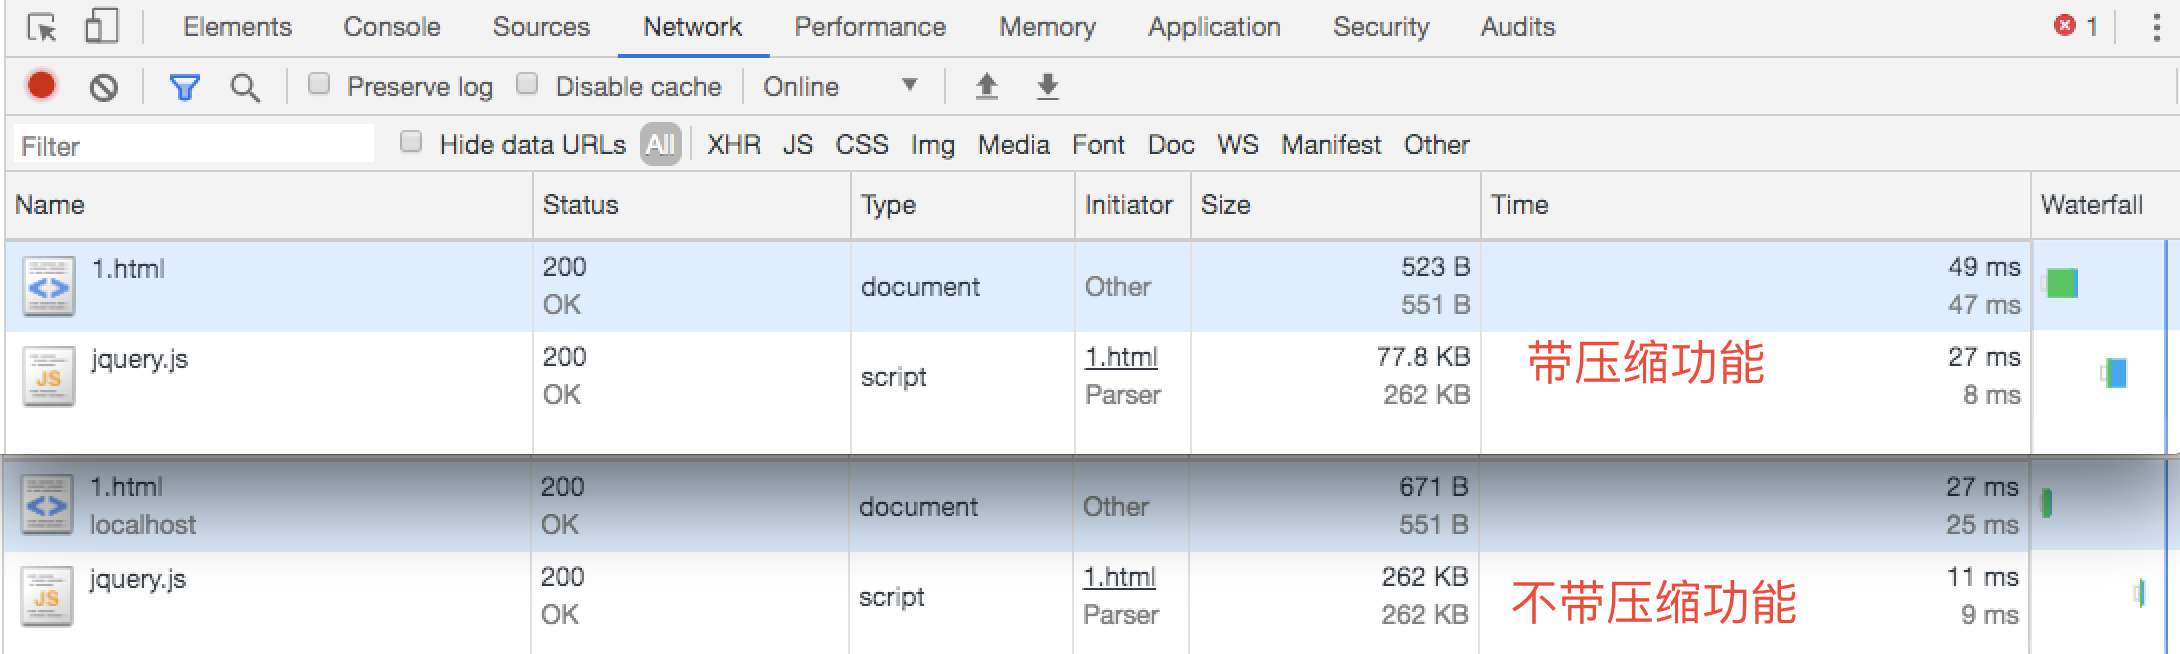 Elements Console Sources Network Performance Memory Application Security Audits 1
Preserve log Disable cache Online
Filter Hide data URLs All XHR JS CSS Img Media Font Doc WS Manifest Other
Name Status Type Initiator Size Time Waterfall
1.html 200 OK document Other 523 B 551 B 49 ms 47 ms
JS jquery.js 200 OK script 1.html Parser 77.8 KB 262 KB 带压缩功能 27 ms 8 ms
1.html localhost 200 OK document Other 671 B 551 B 27 ms 25 ms
JS jquery.js 200 OK script 1.html Parser 262 KB 262 KB 不带压缩功能 11 ms 9 ms